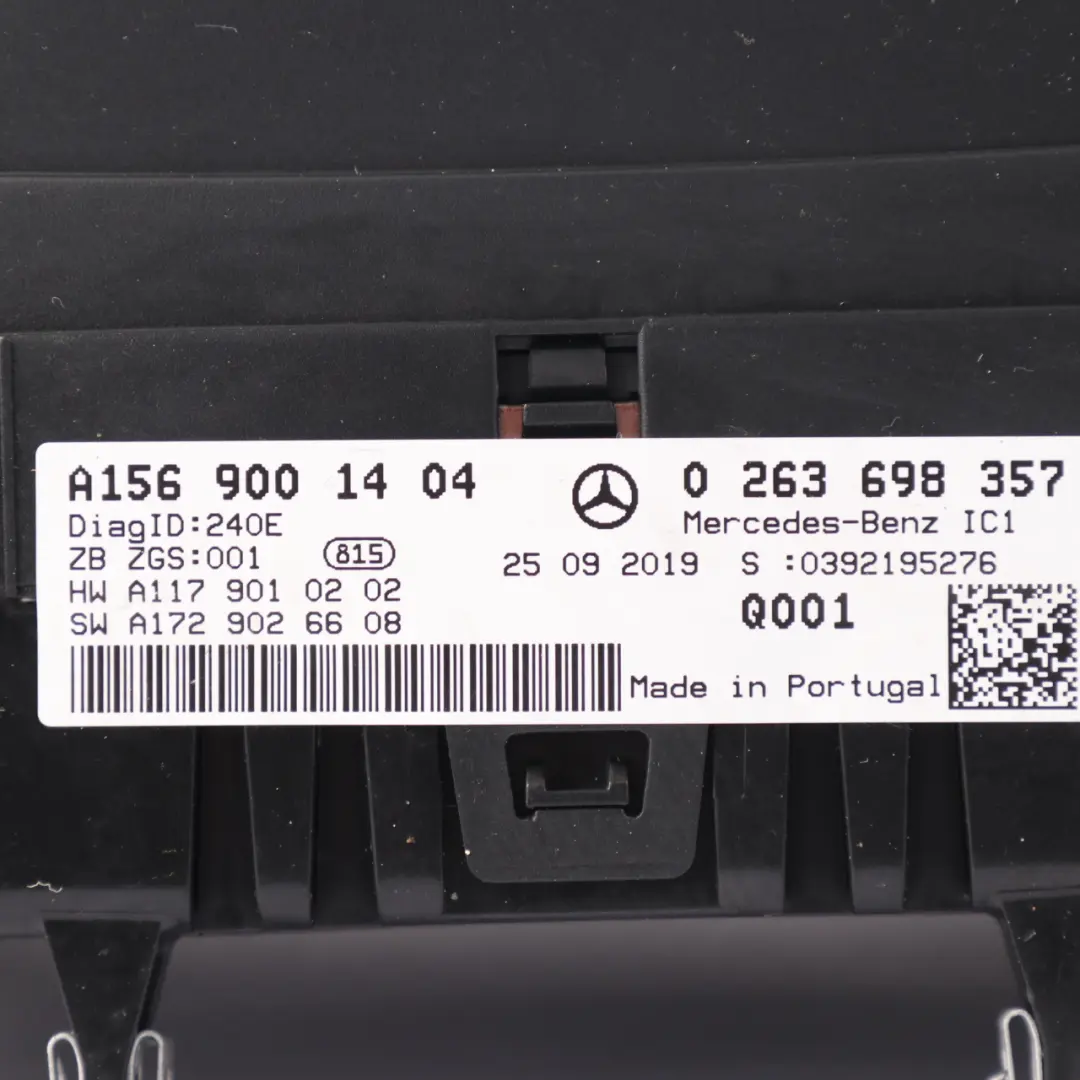 A156 900 14 04
0 263 698 357
DiagID:240E
Mercedes-Benz IC1
ZB ZGS:001
815
25 09 2019 S :0392195276
HW A117 901 02 02
Q001
SW A172 902 66 08
Made in Portugal